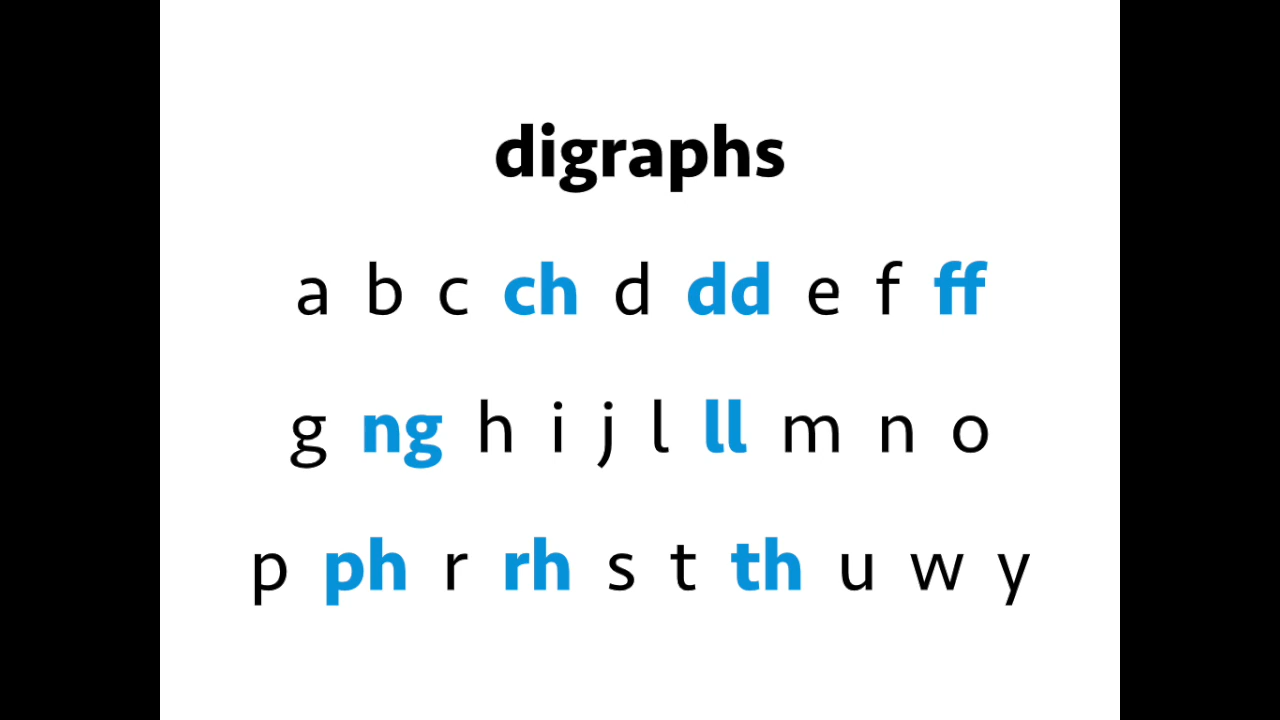 digraphs
a b c ch d dd e f ff
g ng h i j l ll m n o
p ph r rh s t th u w y